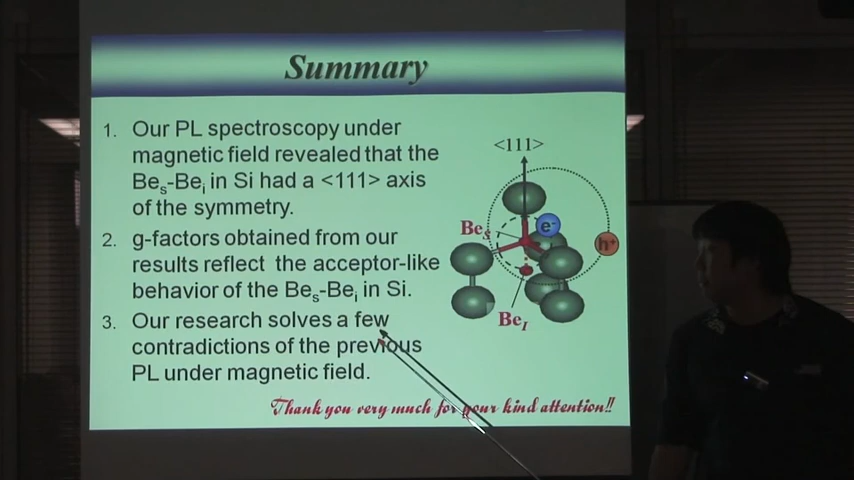 Summary
1. Our PL spectroscopy under
magnetic field revealed that the
Bes-Bei in Si had a <111> axis
of the symmetry.
2. g-factors obtained from our
results reflect the acceptor-like
behavior of the Bes-Bei in Si.
3. Our research solves a few
contradictions of the previous
PL under magnetic field.
<111>
BeS
e-
h+
BeI
Thank you very much for your kind attention!!